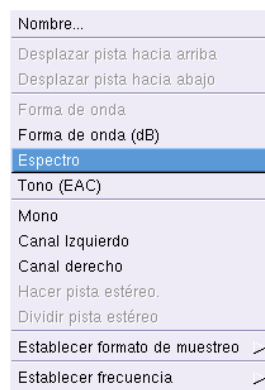 Nombre...
Desplazar pista hacia arriba
Desplazar pista hacia abajo
Forma de onda
Forma de onda (dB)
Espectro
Tono (EAC)
Mono
Canal Izquierdo
Canal derecho
Hacer pista estéreo.
Dividir pista estéreo
Establecer formato de muestreo
Establecer frecuencia